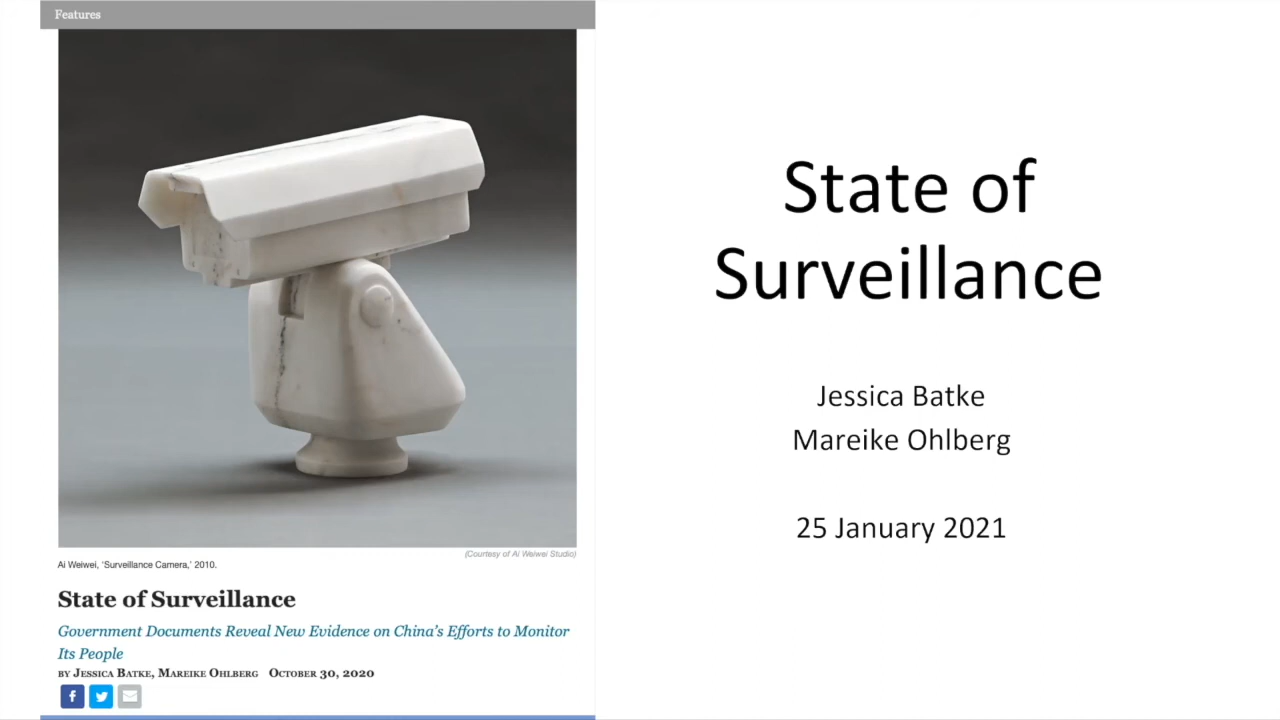 Features
(Courtesy of Ai Weiwei Studio)
Ai Weiwei, ‘Surveillance Camera,’ 2010.
State of Surveillance
Government Documents Reveal New Evidence on China’s Efforts to Monitor
Its People
BY JESSICA BATKE, MAREIKE OHLBERG OCTOBER 30, 2020
State of
Surveillance
Jessica Batke
Mareike Ohlberg
25 January 2021